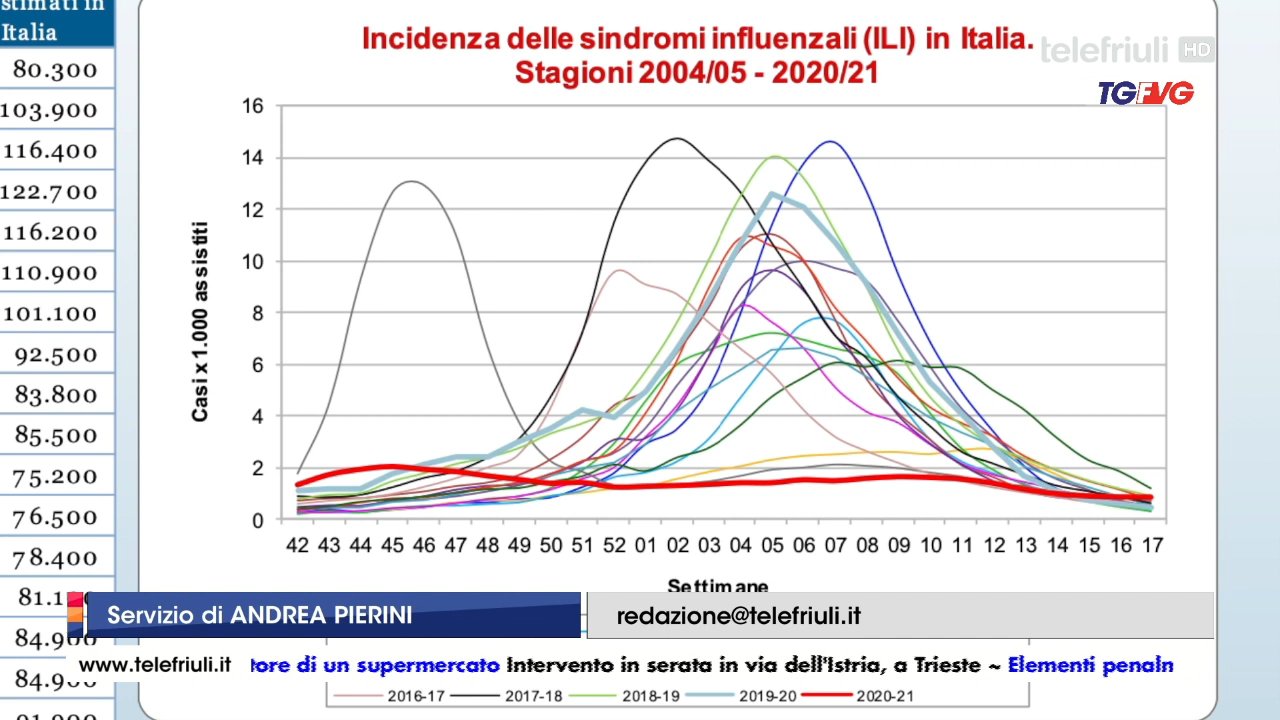 stimati in
Italia
80.300
103.900
116.400
122.700
116.200
110.900
101.100
92.500
83.800
85.500
75.200
76.500
78.400
84.900
Incidenza delle sindromi influenzali (ILI) in Italia.
Stagioni 2004/05 - 2020/21
telefriuli HD
TGFVG
Casi x 1.000 assistiti
16
14
12
10
8
6
4
2
0
42 43 44 45 46 47 48 49 50 51 52 01 02 03 04 05 06 07 08 09 10 11 12 13 14 15 16 17
Settimane
Servizio di ANDREA PIERINI
redazione@telefriuli.it
www.telefriuli.it
tore di un supermercato Intervento in serata in via dell'Istria, a Trieste ~ Elementi penaln
2016-17 2017-18 2018-19 2019-20 2020-21